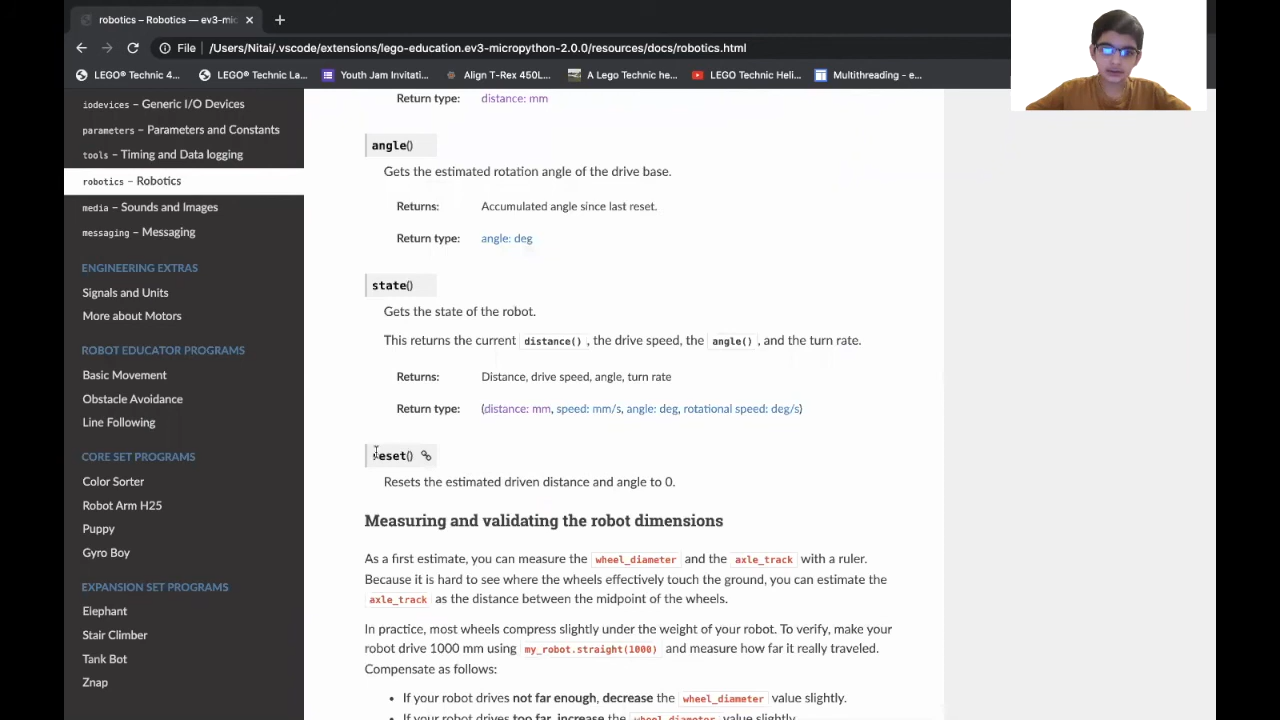 robotics – Robotics — ev3-mic
File /Users/Nitai/.vscode/extensions/lego-education.ev3-micropython-2.0.0/resources/docs/robotics.html
LEGO® Technic 4... LEGO® Technic La... Youth Jam Invitati... Align T-Rex 450L... A Lego Technic he... LEGO Technic Heli... Multithreading - e...
iodevices – Generic I/O Devices
parameters – Parameters and Constants
tools – Timing and Data logging
robotics – Robotics
media – Sounds and Images
messaging – Messaging
ENGINEERING EXTRAS
Signals and Units
More about Motors
ROBOT EDUCATOR PROGRAMS
Basic Movement
Obstacle Avoidance
Line Following
CORE SET PROGRAMS
Color Sorter
Robot Arm H25
Puppy
Gyro Boy
EXPANSION SET PROGRAMS
Elephant
Stair Climber
Tank Bot
Znap
Return type: distance: mm
angle()
Gets the estimated rotation angle of the drive base.
Returns: Accumulated angle since last reset.
Return type: angle: deg
state()
Gets the state of the robot.
This returns the current distance() , the drive speed, the angle() , and the turn rate.
Returns: Distance, drive speed, angle, turn rate
Return type: (distance: mm, speed: mm/s, angle: deg, rotational speed: deg/s)
reset()
Resets the estimated driven distance and angle to 0.
Measuring and validating the robot dimensions
As a first estimate, you can measure the wheel_diameter and the axle_track with a ruler.
Because it is hard to see where the wheels effectively touch the ground, you can estimate the
axle_track as the distance between the midpoint of the wheels.
In practice, most wheels compress slightly under the weight of your robot. To verify, make your
robot drive 1000 mm using my_robot.straight(1000) and measure how far it really traveled.
Compensate as follows:
• If your robot drives not far enough, decrease the wheel_diameter value slightly.
• If your robot drives too far, increase the wheel_diameter value slightly.